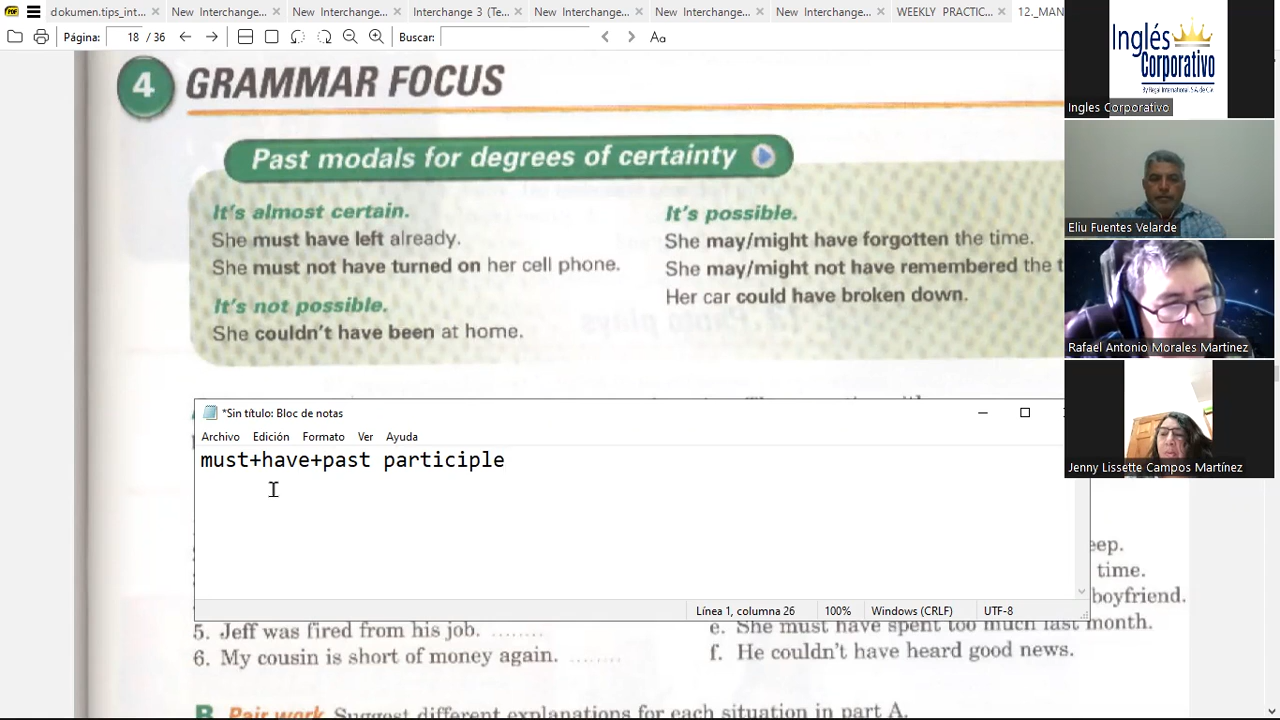 dokumen.tips_int...
New Interchange...
New Interchange...
Interchange 3 (Te...
New Interchange...
New Interchange...
New Interchange...
WEEKLY PRACTIC...
12._MAN
Página: 18 / 36
Buscar:
Aa
4 GRAMMAR FOCUS
Past modals for degrees of certainty
It's almost certain.
She must have left already.
She must not have turned on her cell phone.
It's not possible.
She couldn't have been at home.
It's possible.
She may/might have forgotten the time.
She may/might not have remembered the t
Her car could have broken down.
*Sin título: Bloc de notas
Archivo Edición Formato Ver Ayuda
must+have+past participle
Línea 1, columna 26 100% Windows (CRLF) UTF-8
eep.
time.
boyfriend.
5. Jeff was fired from his job. ........
6. My cousin is short of money again. ........
e. She must have spent too much last month.
f. He couldn't have heard good news.
B Pair work Suggest different explanations for each situation in part A.
Inglés
Corporativo
By Regal International, S.A. de C.V.
Ingles Corporativo
Eliu Fuentes Velarde
Rafael Antonio Morales Martinez
Jenny Lissette Campos Martínez